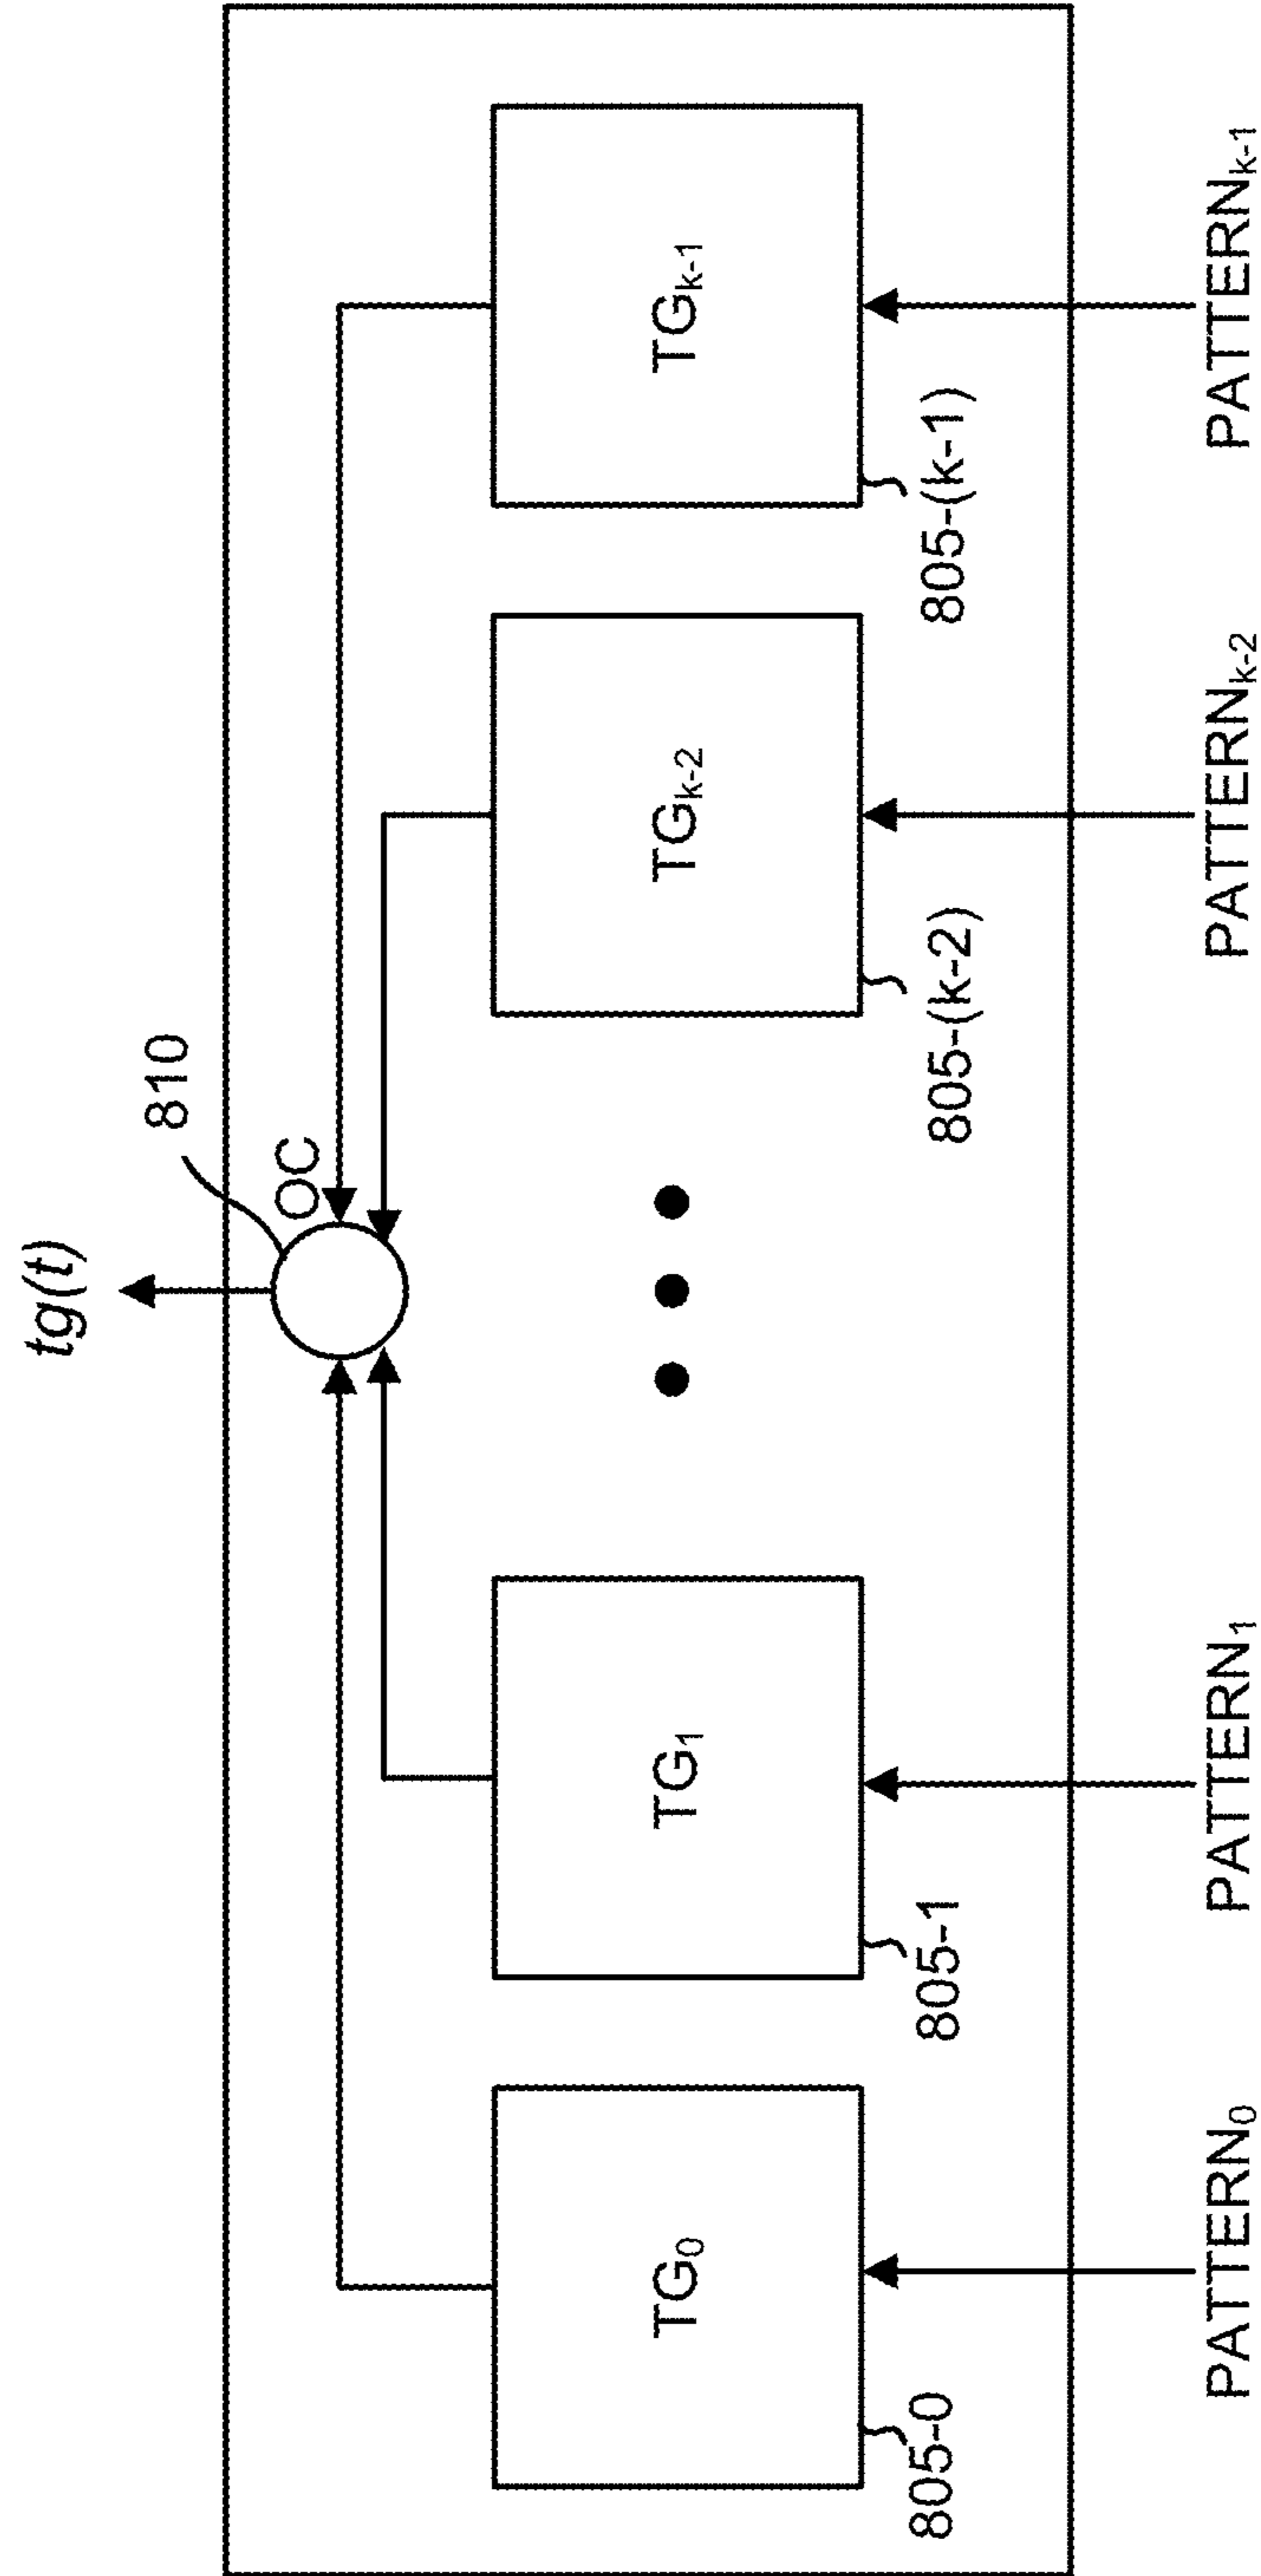 tg(t)
810
OC
TG0
TG1
TGk-2
TGk-1
805-0
805-1
805-(k-2)
805-(k-1)
PATTERN0
PATTERN1
PATTERNk-2
PATTERNk-1